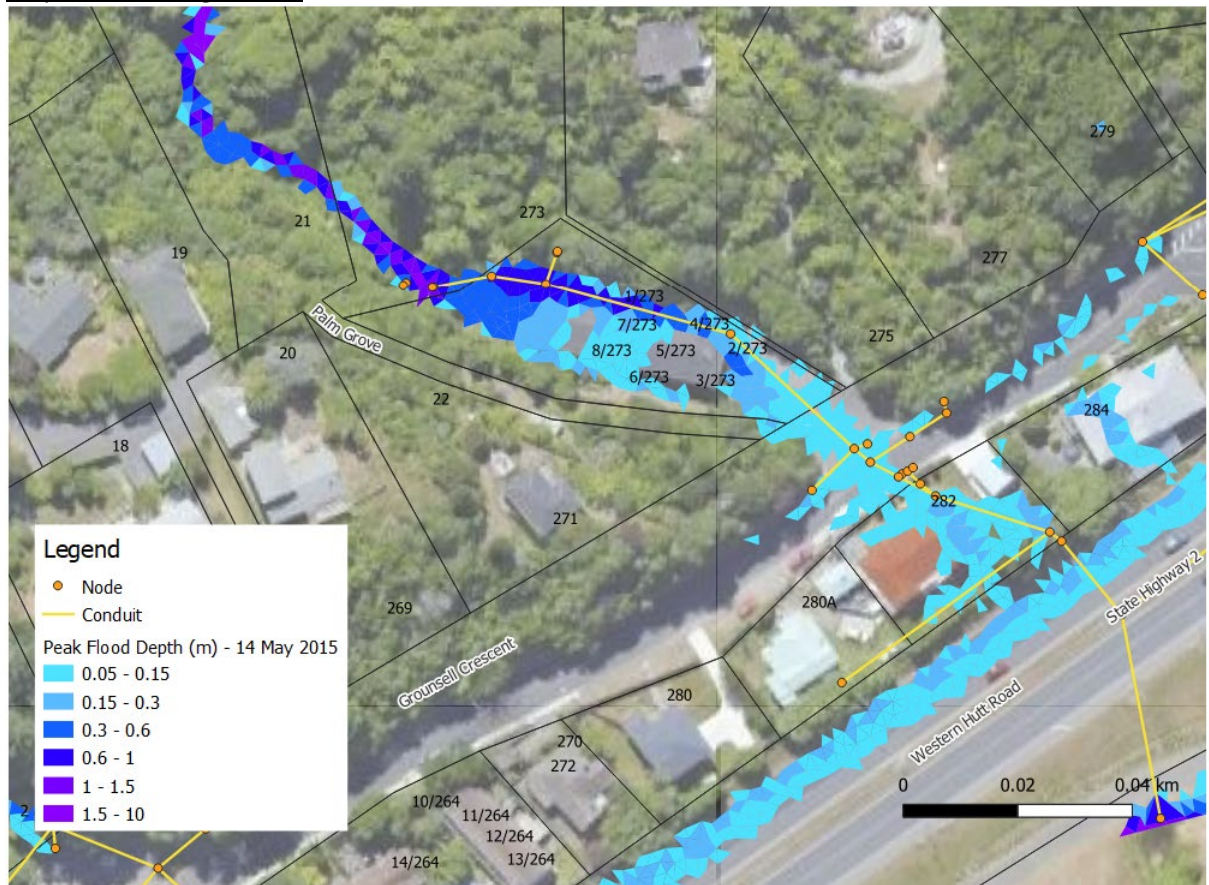 279
273
21
19
277
1/273
7/273
4/273
275
Palm Grove
8/273
5/273
2/273
20
6/273
3/273
22
284
18
282
271
State Highway 2
269
280A
Grounsell Crescent
280
Western Hutt Road
270
272
10/264
11/264
12/264
13/264
14/264
2
Legend
Node
Conduit
Peak Flood Depth (m) - 14 May 2015
0.05 - 0.15
0.15 - 0.3
0.3 - 0.6
0.6 - 1
1 - 1.5
1.5 - 10
0 0.02 0.04 km